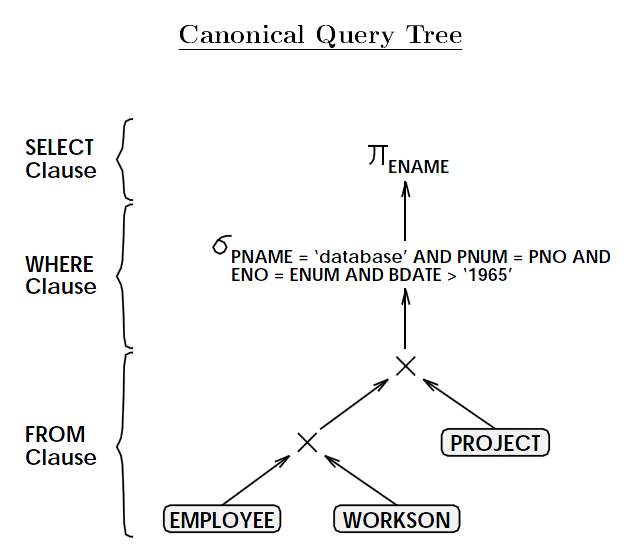 Canonical Query Tree
SELECT
Clause
π ENAME
WHERE
Clause
σ PNAME = ‘database’ AND PNUM = PNO AND
ENO = ENUM AND BDATE > ‘1965’
×
FROM
Clause
×
PROJECT
EMPLOYEE
WORKSON